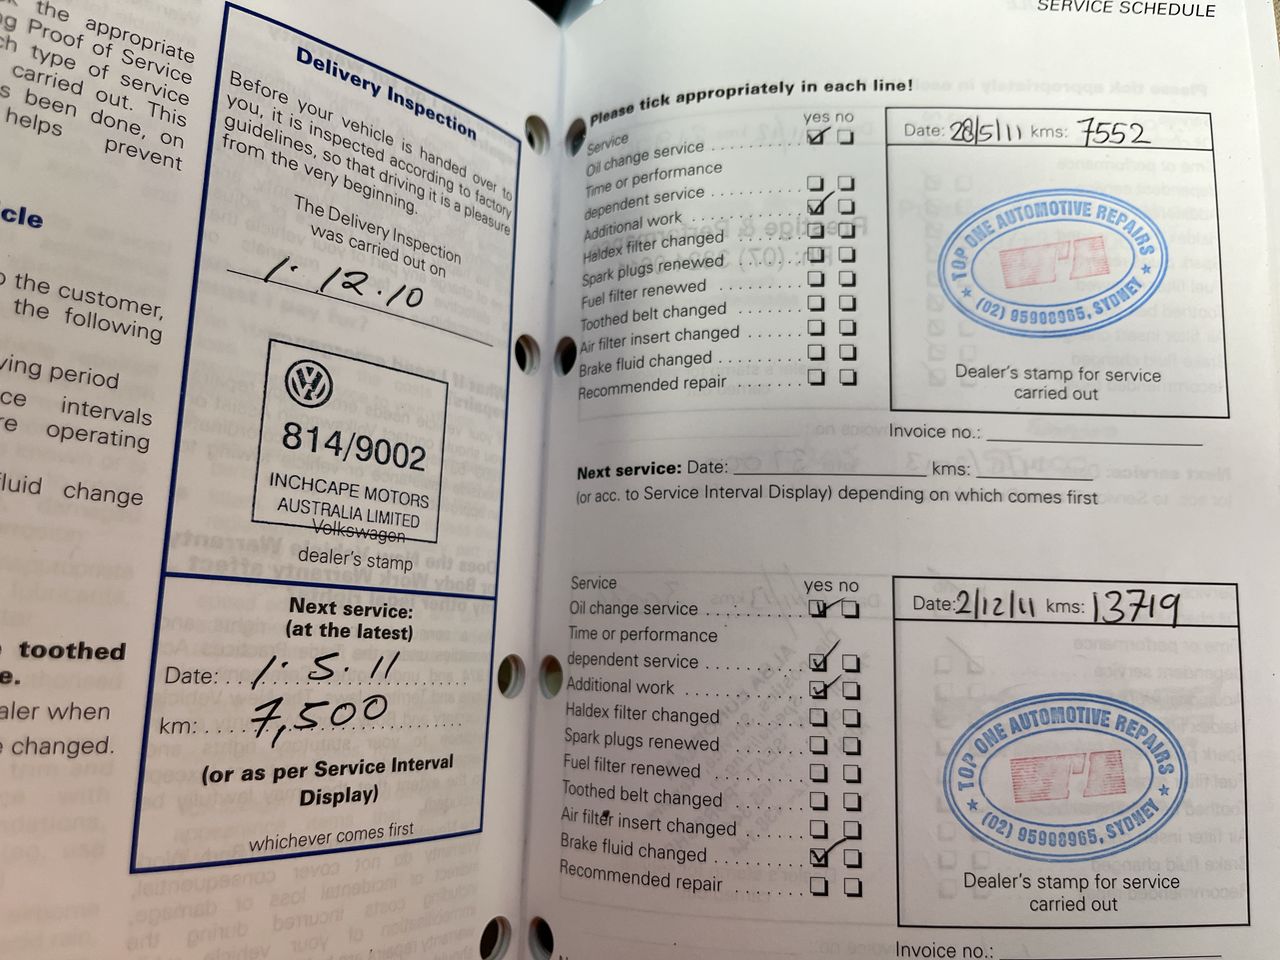 the appropriate
Proof of Service
type of service
carried out. This
been done, on
helps prevent
the customer,
the following
period
intervals
operating
fluid change
toothed
when
changed.
Delivery Inspection
Before your vehicle is handed over to
you, it is inspected according to factory
guidelines, so that driving it is a pleasure
from the very beginning.
The Delivery Inspection
was carried out on
1.12.10
814/9002
INCHCAPE MOTORS
AUSTRALIA LIMITED
Volkswagen
dealer's stamp
Next service:
(at the latest)
Date: 1.5.11
km: 7,500
(or as per Service Interval
Display)
whichever comes first
SERVICE SCHEDULE
Please tick appropriately in each line!
Service yes no
Oil change service
Time or performance
dependent service
Additional work
Haldex filter changed
Spark plugs renewed
Fuel filter renewed
Toothed belt changed
Air filter insert changed
Brake fluid changed
Recommended repair
Date: 28/5/11 kms: 7552
TOP ONE AUTOMOTIVE REPAIRS
(02) 95988965, SYDNEY
Dealer's stamp for service
carried out
Invoice no.:
Next service: Date: kms:
(or acc. to Service Interval Display) depending on which comes first
Service yes no
Oil change service
Time or performance
dependent service
Additional work
Haldex filter changed
Spark plugs renewed
Fuel filter renewed
Toothed belt changed
Air filter insert changed
Brake fluid changed
Recommended repair
Date: 2/12/11 kms: 13719
TOP ONE AUTOMOTIVE REPAIRS
(02) 95988965, SYDNEY
Dealer's stamp for service
carried out
Invoice no.: